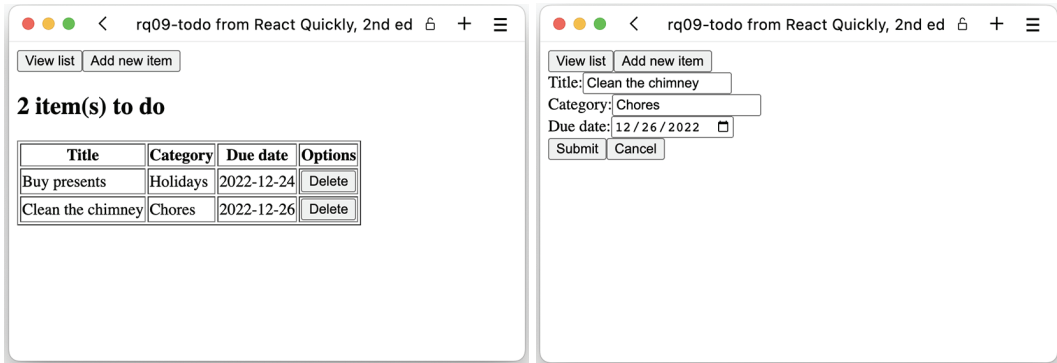 rq09-todo from React Quickly, 2nd ed
View list Add new item
2 item(s) to do
Title Category Due date Options
Buy presents Holidays 2022-12-24 Delete
Clean the chimney Chores 2022-12-26 Delete
rq09-todo from React Quickly, 2nd ed
View list Add new item
Title: Clean the chimney
Category: Chores
Due date: 12/26/2022
Submit Cancel